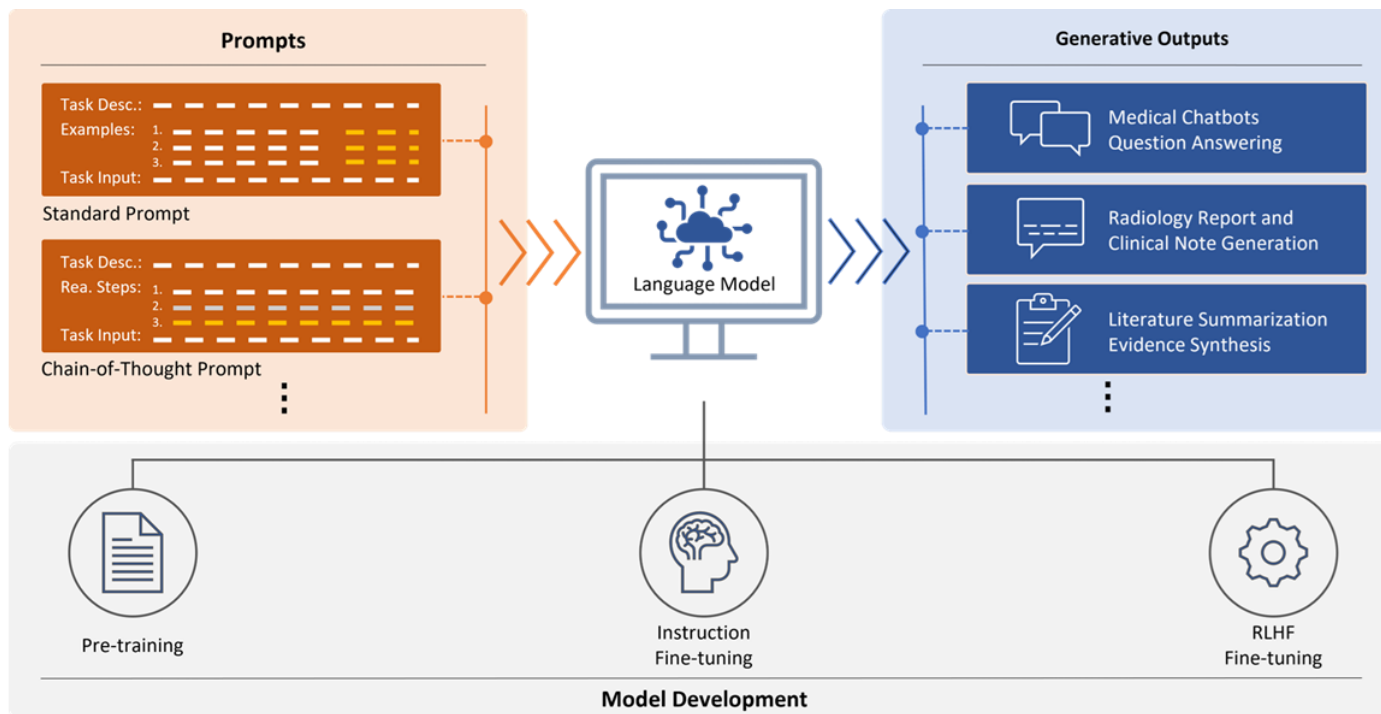 Prompts
Task Desc.:
Examples:
1.
2.
3.
Task Input:
Standard Prompt
Task Desc.:
Rea. Steps:
1.
2.
3.
Task Input:
Chain-of-Thought Prompt
Language Model
Generative Outputs
Medical Chatbots
Question Answering
Radiology Report and
Clinical Note Generation
Literature Summarization
Evidence Synthesis
Pre-training
Instruction
Fine-tuning
RLHF
Fine-tuning
Model Development